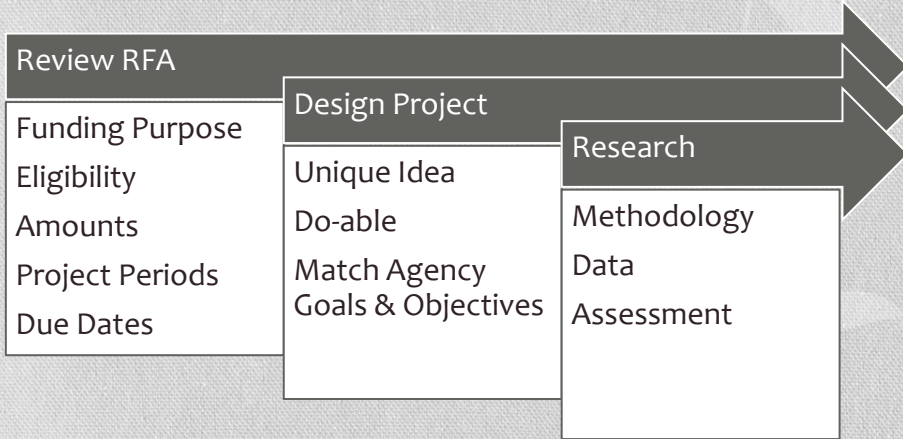 Review RFA
Funding Purpose
Eligibility
Amounts
Project Periods
Due Dates
Design Project
Unique Idea
Do-able
Match Agency
Goals & Objectives
Research
Methodology
Data
Assessment